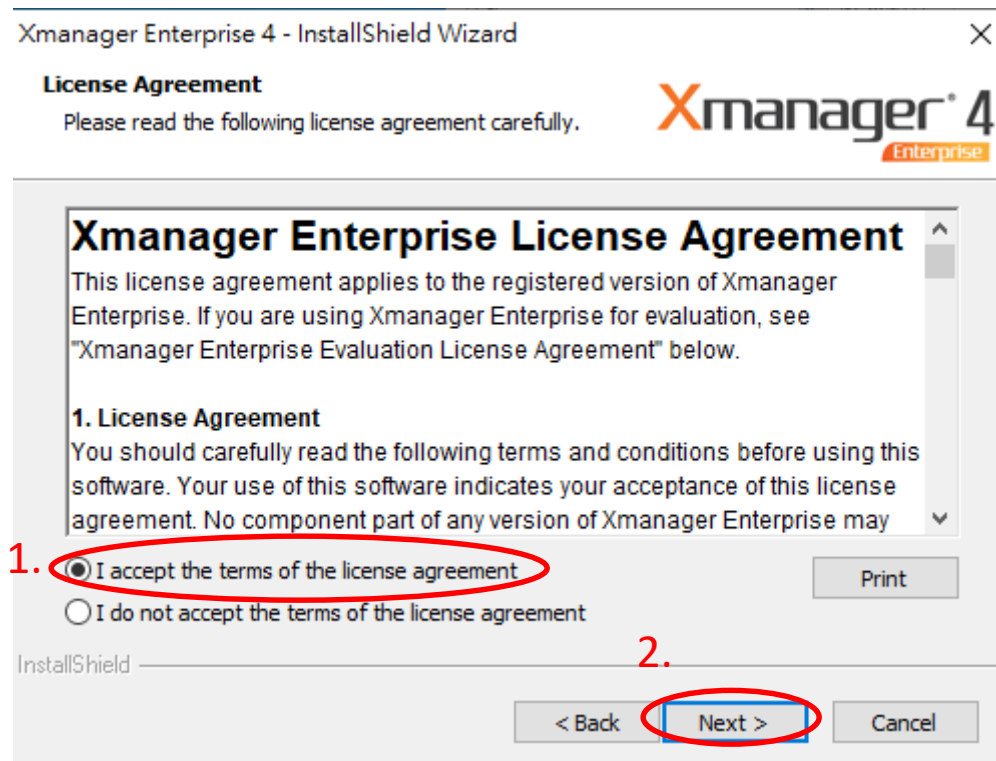 Xmanager Enterprise 4 - InstallShield Wizard
License Agreement
Please read the following license agreement carefully.
Xmanager® 4
Enterprise
Xmanager Enterprise License Agreement
This license agreement applies to the registered version of Xmanager
Enterprise. If you are using Xmanager Enterprise for evaluation, see
"Xmanager Enterprise Evaluation License Agreement" below.
1. License Agreement
You should carefully read the following terms and conditions before using this
software. Your use of this software indicates your acceptance of this license
agreement. No component part of any version of Xmanager Enterprise may
1.
I accept the terms of the license agreement
Print
I do not accept the terms of the license agreement
InstallShield
2.
< Back
Next >
Cancel